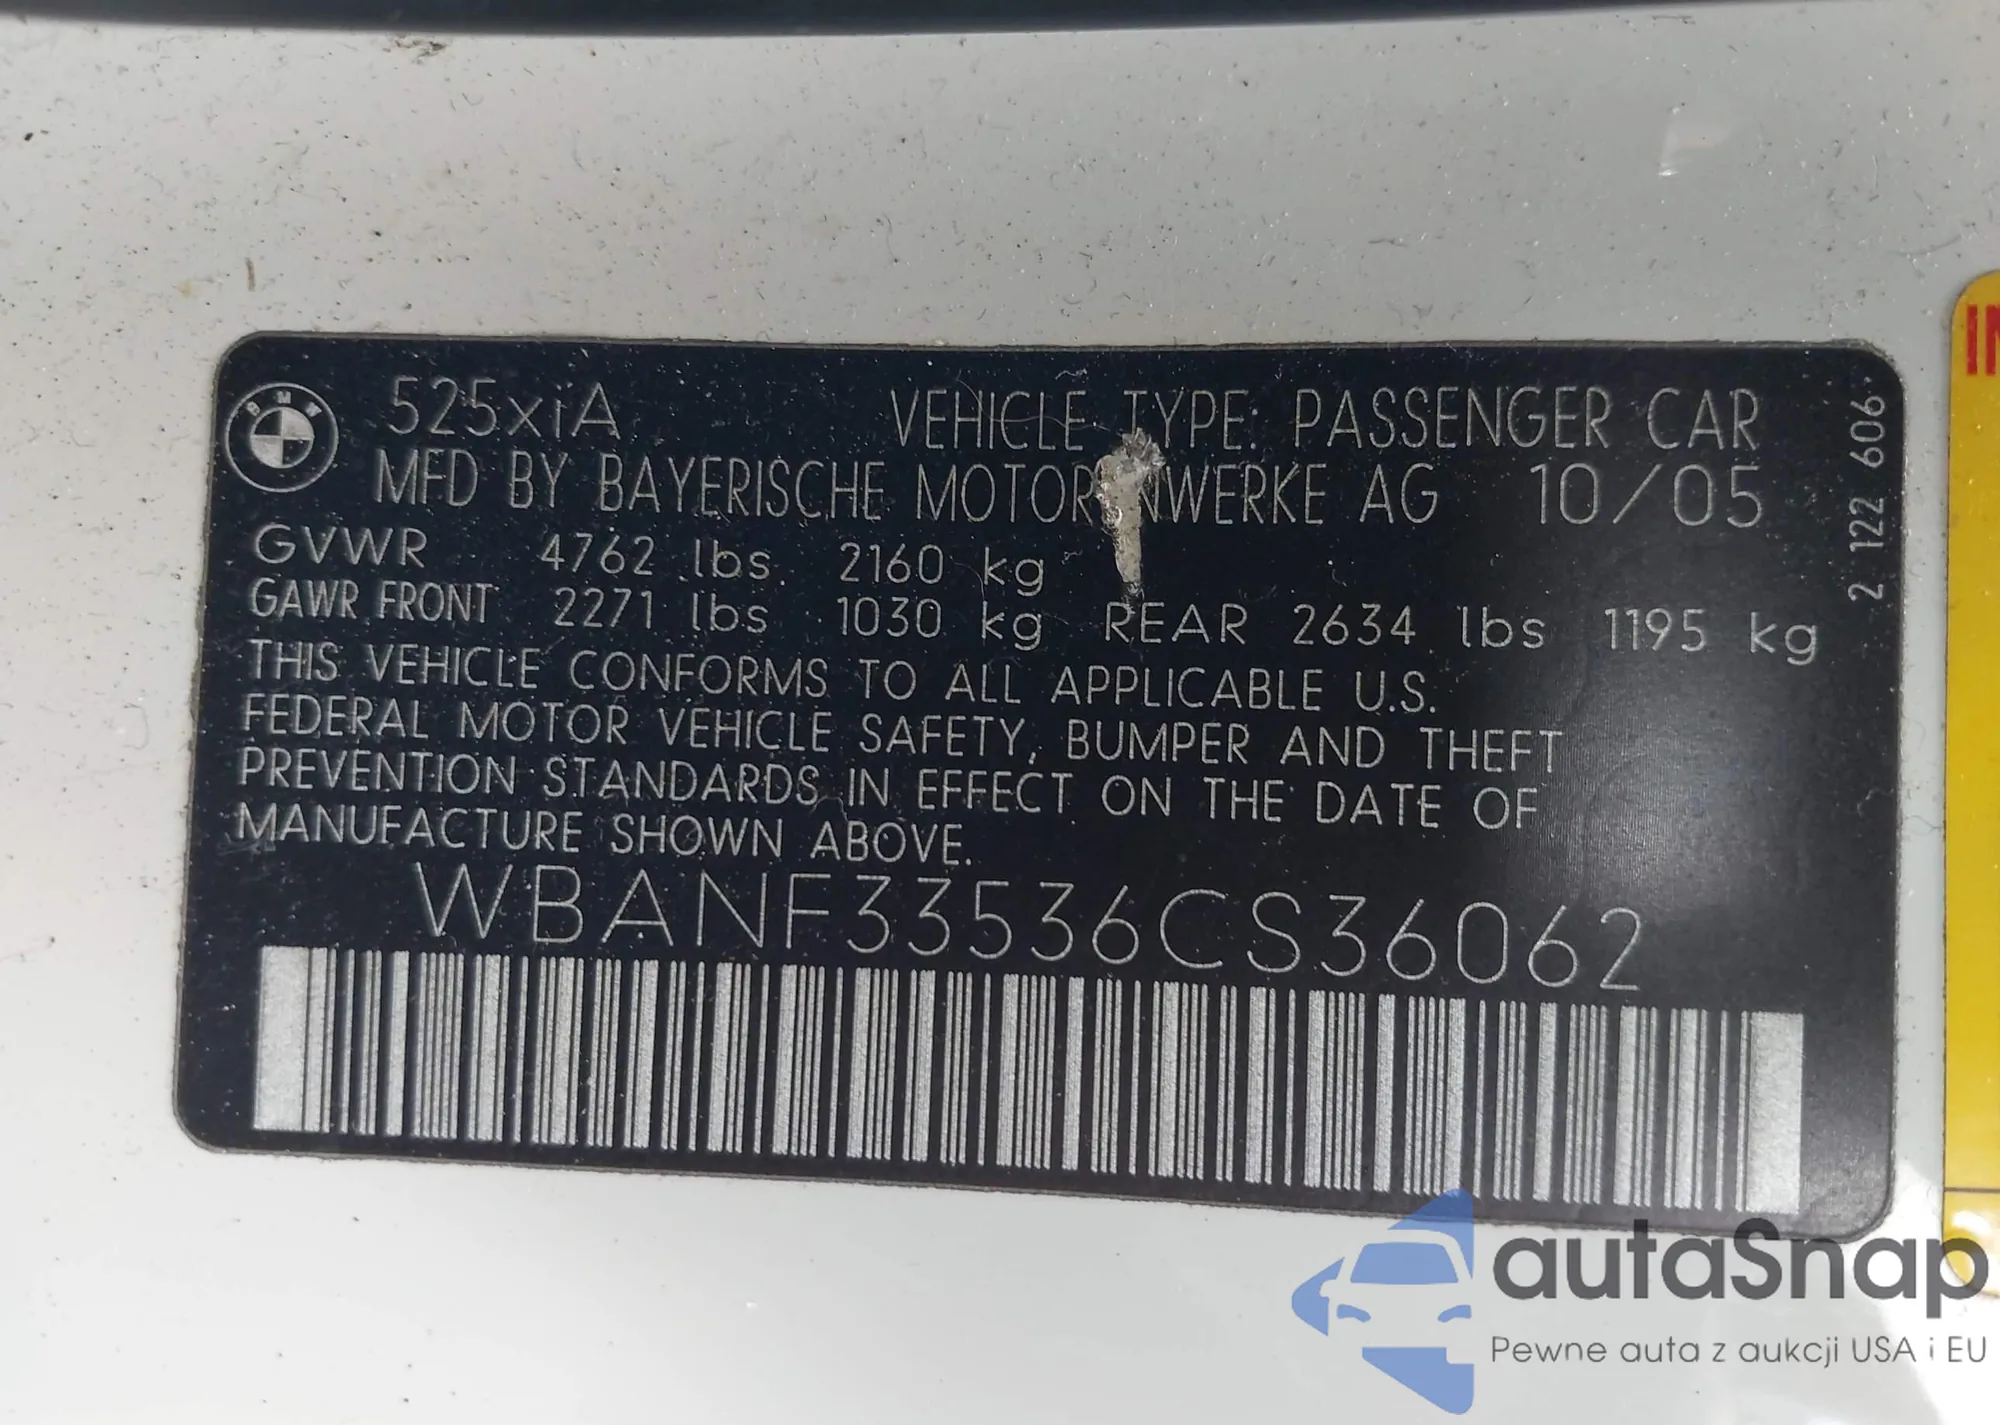 BMW
525xiA VEHICLE TYPE: PASSENGER CAR
MFD BY BAYERISCHE MOTORENWERKE AG 10/05
GVWR 4762 lbs. 2160 kg
GAWR FRONT 2271 lbs 1030 kg REAR 2634 lbs 1195 kg
THIS VEHICLE CONFORMS TO ALL APPLICABLE U.S.
FEDERAL MOTOR VEHICLE SAFETY, BUMPER AND THEFT
PREVENTION STANDARDS IN EFFECT ON THE DATE OF
MANUFACTURE SHOWN ABOVE.
WBANF33536CS36062
2 122 606
autaSnap
Pewne auta z aukcji USA i EU